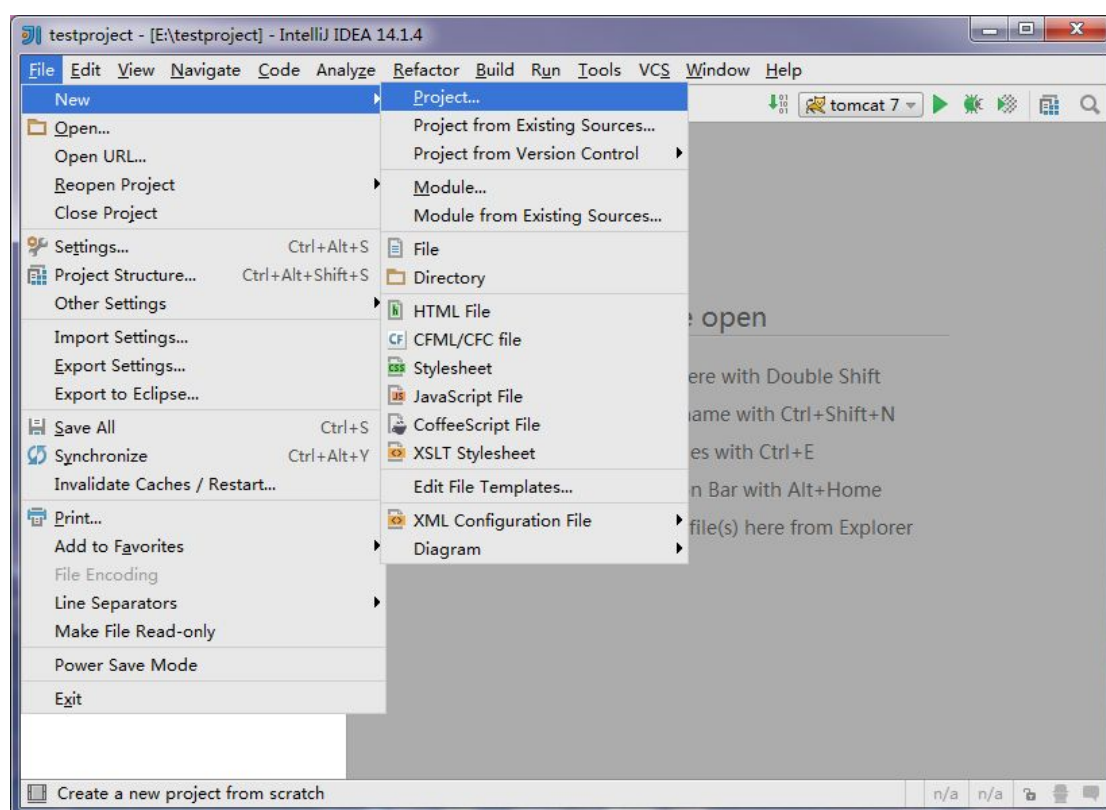 testproject - [E:\testproject] - IntelliJ IDEA 14.1.4
File Edit View Navigate Code Analyze Refactor Build Run Tools VCS Window Help
tomcat 7
New
Open...
Open URL...
Reopen Project
Close Project
Settings... Ctrl+Alt+S
Project Structure... Ctrl+Alt+Shift+S
Other Settings
Import Settings...
Export Settings...
Export to Eclipse...
Save All Ctrl+S
Synchronize Ctrl+Alt+Y
Invalidate Caches / Restart...
Print...
Add to Favorites
File Encoding
Line Separators
Make File Read-only
Power Save Mode
Exit
Project...
Project from Existing Sources...
Project from Version Control
Module...
Module from Existing Sources...
File
Directory
HTML File
CFML/CFC file
Stylesheet
JavaScript File
CoffeeScript File
XSLT Stylesheet
Edit File Templates...
XML Configuration File
Diagram
open
with Double Shift
with Ctrl+Shift+N
with Ctrl+E
Bar with Alt+Home
file(s) here from Explorer
Create a new project from scratch
n/a n/a